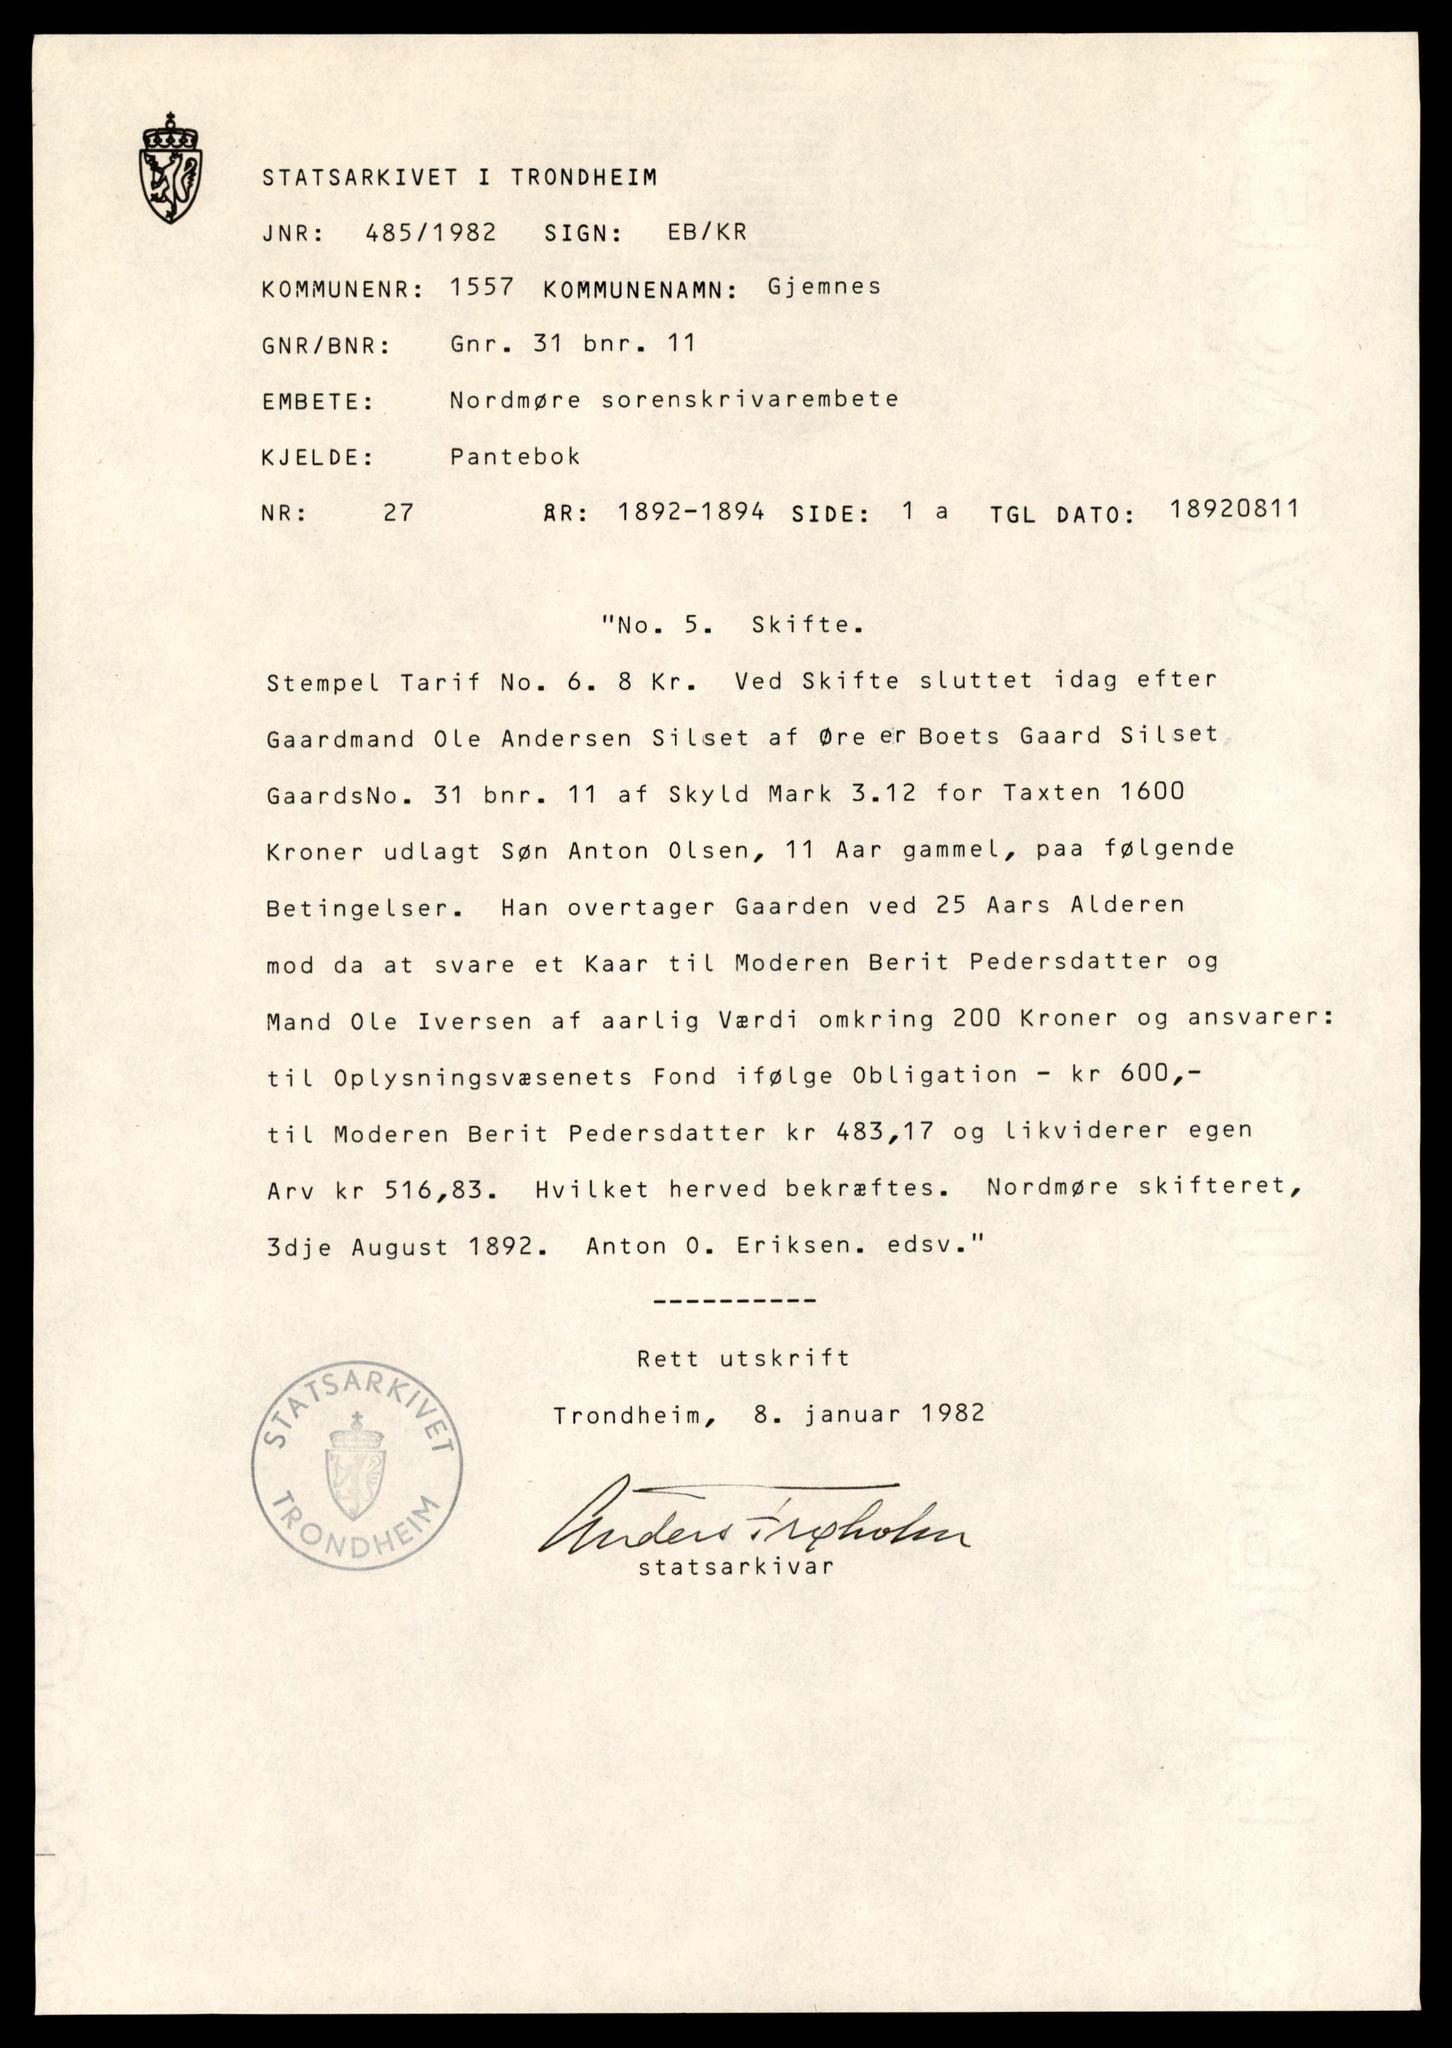 STATSARKIVET I TRONDHEIM
JNR: 485/1982 SIGN: EB/KR
KOMMUNENR: 1557 KOMMUNENAMN: Gjemnes
GNR/BNR: Gnr. 31 bnr. 11
EMBETE: Nordmøre sorenskrivarembete
KJELDE: Pantebok
NR: 27 ÅR: 1892-1894 SIDE: 1 a TGL DATO: 18920811
"No. 5. Skifte.
Stempel Tarif No. 6. 8 Kr. Ved Skifte sluttet idag efter
Gaardmand Ole Andersen Silset af Øre er Boets Gaard Silset
GaardsNo. 31 bnr. 11 af Skyld Mark 3.12 for Taxten 1600
Kroner udlagt Søn Anton Olsen, 11 Aar gammel, paa følgende
Betingelser. Han overtager Gaarden ved 25 Aars Alderen
mod da at svare et Kaar til Moderen Berit Pedersdatter og
Mand Ole Iversen af aarlig Værdi omkring 200 Kroner og ansvarer:
til Oplysningsvæsenets Fond ifølge Obligation - kr 600,-
til Moderen Berit Pedersdatter kr 483,17 og likviderer egen
Arv kr 516,83. Hvilket herved bekræftes. Nordmøre skifteret,
3dje August 1892. Anton O. Eriksen. edsv."
----------
Rett utskrift
Trondheim, 8. januar 1982
Anders
statsarkivar
STATSARKIVET
TRONDHEIM